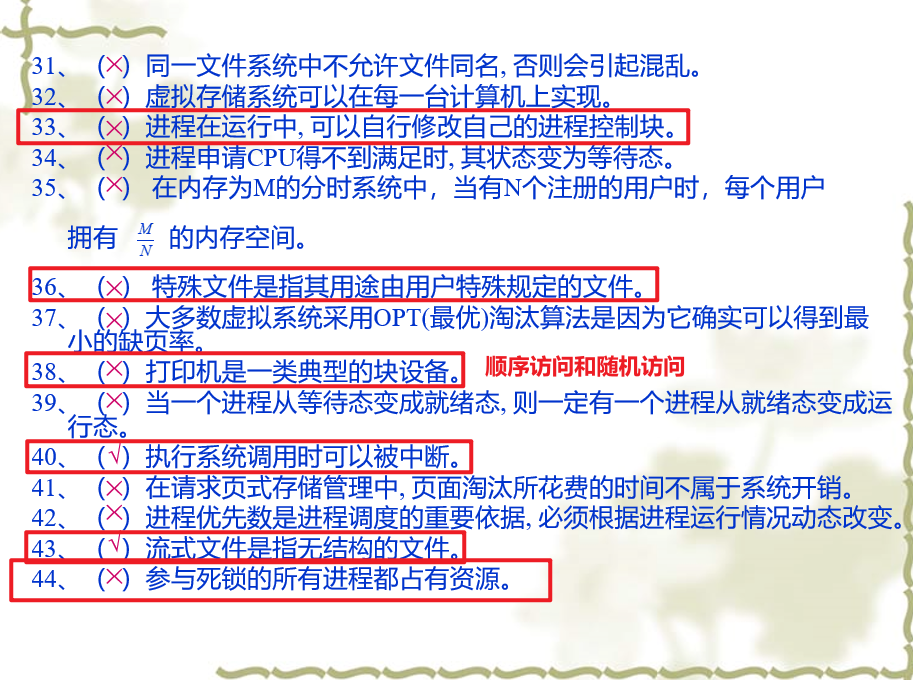 31、（×）同一文件系统中不允许文件同名, 否则会引起混乱。
32、（×）虚拟存储系统可以在每一台计算机上实现。
33、（×）进程在运行中, 可以自行修改自己的进程控制块。
34、（×）进程申请CPU得不到满足时, 其状态变为等待态。
35、（×） 在内存为M的分时系统中，当有N个注册的用户时，每个用户
拥有 M/N 的内存空间。
36、（×） 特殊文件是指其用途由用户特殊规定的文件。
37、（×）大多数虚拟系统采用OPT(最优)淘汰算法是因为它确实可以得到最
小的缺页率。
38、（×）打印机是一类典型的块设备。 顺序访问和随机访问
39、（×）当一个进程从等待态变成就绪态, 则一定有一个进程从就绪态变成运
行态。
40、（√）执行系统调用时可以被中断。
41、（×）在请求页式存储管理中, 页面淘汰所花费的时间不属于系统开销。
42、（×）进程优先数是进程调度的重要依据, 必须根据进程运行情况动态改变。
43、（√）流式文件是指无结构的文件。
44、（×）参与死锁的所有进程都占有资源。